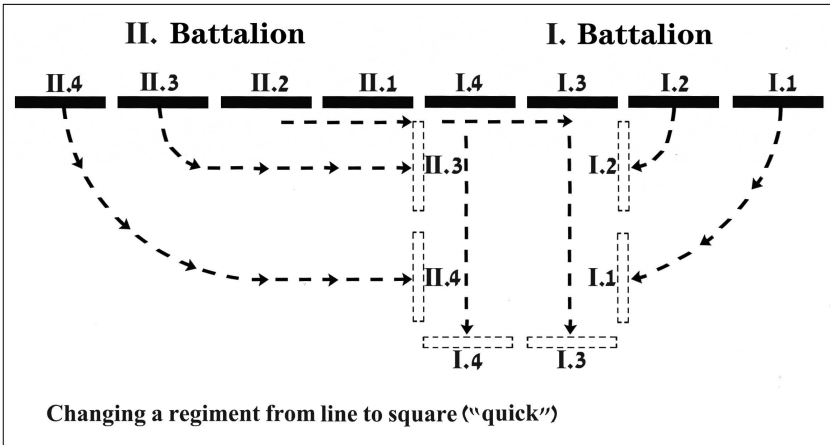 II. Battalion I. Battalion
II.4 II.3 II.2 II.1 I.4 I.3 I.2 I.1
II.3 I.2
II.4 I.1
I.4 I.3
Changing a regiment from line to square (“quick”)